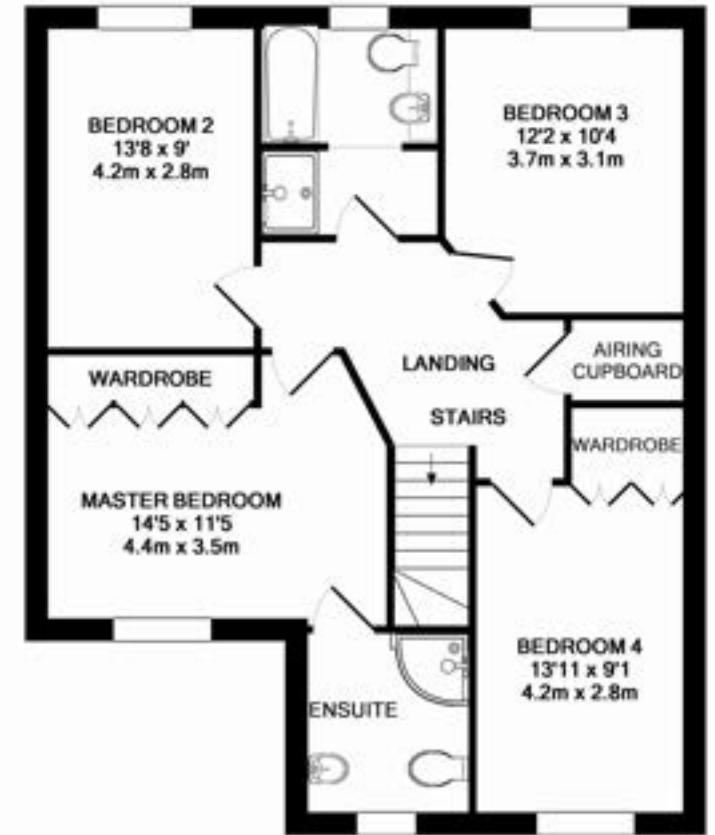 BEDROOM 2
13'8 x 9'
4.2m x 2.8m
BEDROOM 3
12'2 x 10'4
3.7m x 3.1m
LANDING
STAIRS
AIRING
CUPBOARD
WARDROBE
WARDROBE
MASTER BEDROOM
14'5 x 11'5
4.4m x 3.5m
ENSUITE
BEDROOM 4
13'11 x 9'1
4.2m x 2.8m